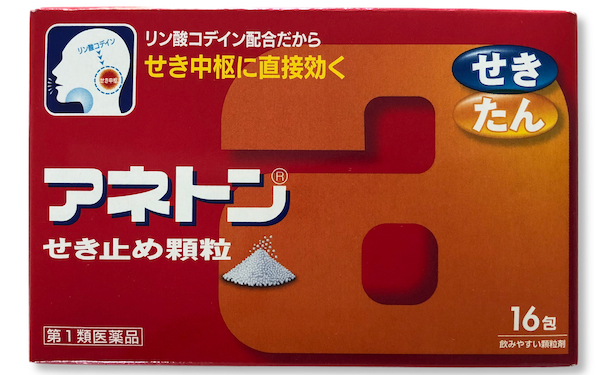 リン酸コデイン
せき中枢
リン酸コデイン配合だから
せき中枢に直接効く
せき
たん
アネトン®
せき止め顆粒
第1類医薬品
16包
飲みやすい顆粒剤